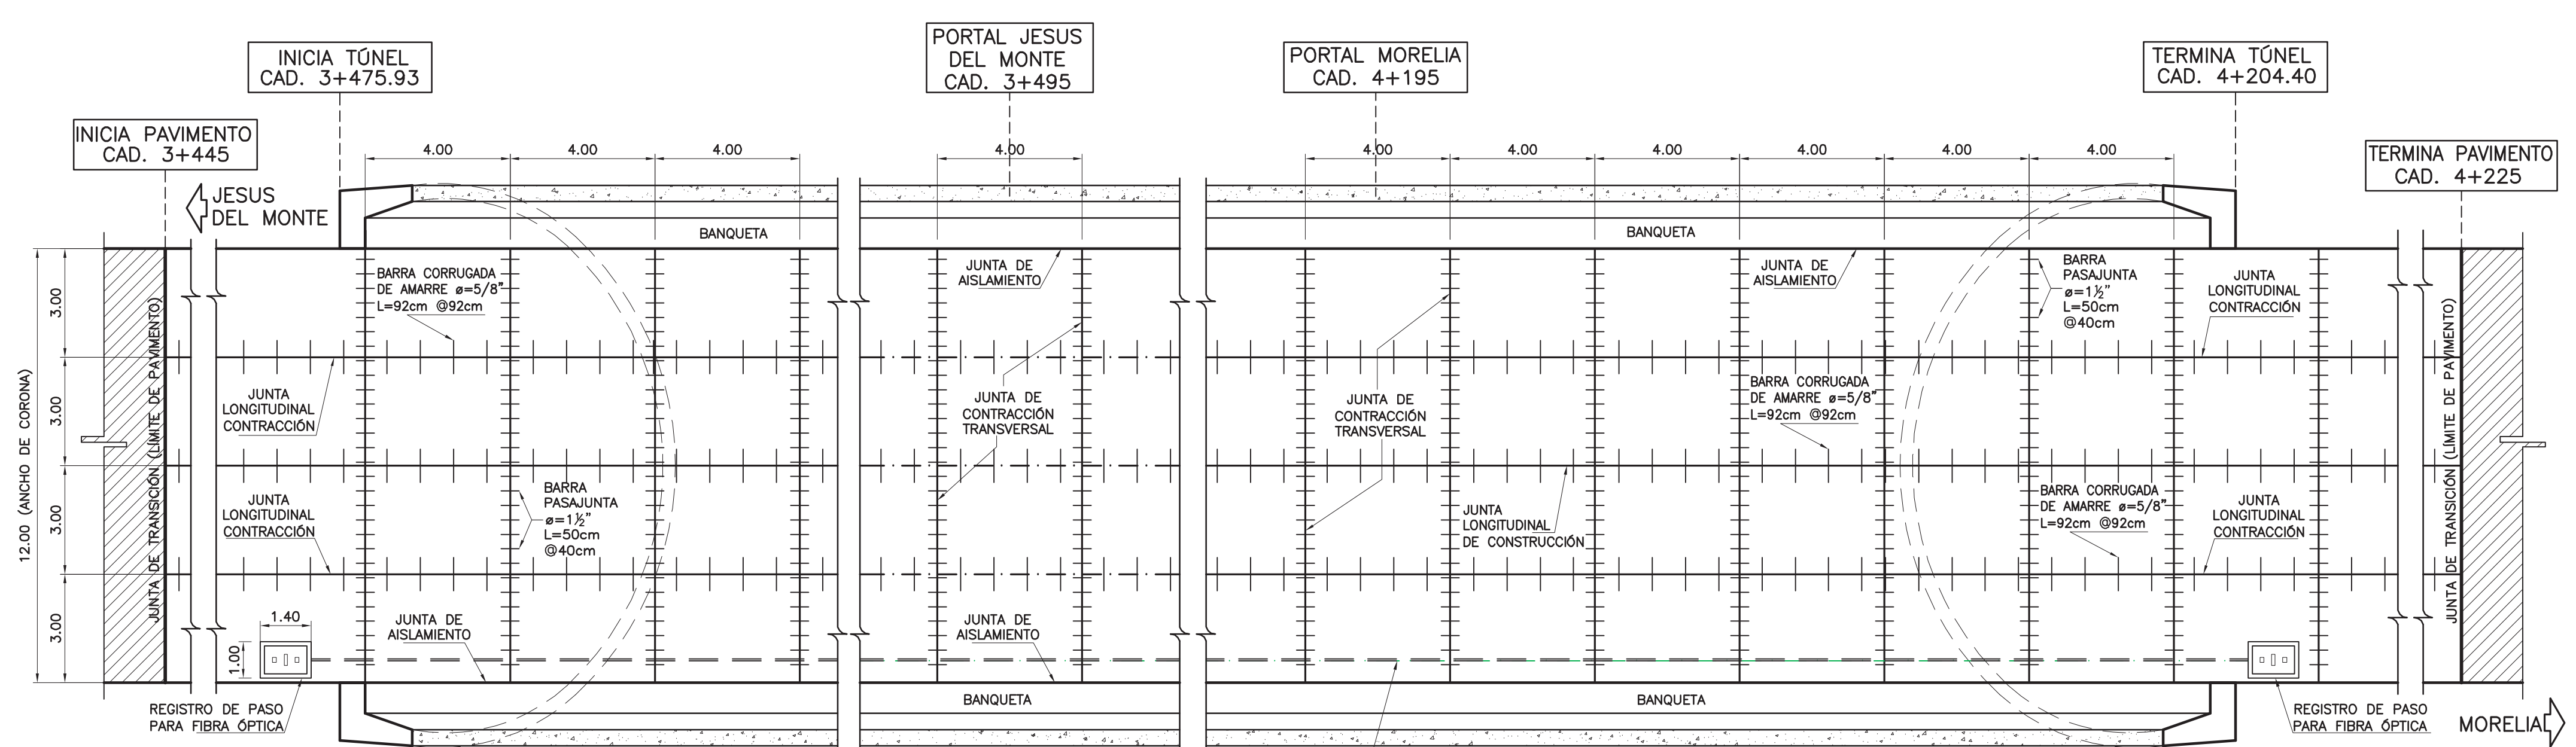 INICIA TÚNEL
CAD. 3+475.93
PORTAL JESUS
DEL MONTE
CAD. 3+495
PORTAL MORELIA
CAD. 4+195
TERMINA TÚNEL
CAD. 4+204.40
INICIA PAVIMENTO
CAD. 3+445
TERMINA PAVIMENTO
CAD. 4+225
4.00
4.00
4.00
4.00
4.00
4.00
4.00
4.00
4.00
4.00
JESUS
DEL MONTE
BANQUETA
BANQUETA
12.00 (ANCHO DE CORONA)
3.00
3.00
3.00
3.00
JUNTA DE TRANSICIÓN (LÍMITE DE PAVIMENTO)
BARRA CORRUGADA
DE AMARRE ø=5/8"
L=92cm @92cm
JUNTA DE
AISLAMIENTO
JUNTA DE
AISLAMIENTO
BARRA
PASAJUNTA
ø=1½"
L=50cm
@40cm
JUNTA
LONGITUDINAL
CONTRACCIÓN
JUNTA DE TRANSICIÓN (LÍMITE DE PAVIMENTO)
JUNTA
LONGITUDINAL
CONTRACCIÓN
JUNTA DE
CONTRACCIÓN
TRANSVERSAL
JUNTA DE
CONTRACCIÓN
TRANSVERSAL
BARRA CORRUGADA
DE AMARRE ø=5/8"
L=92cm @92cm
JUNTA
LONGITUDINAL
CONTRACCIÓN
BARRA
PASAJUNTA
ø=1½"
L=50cm
@40cm
JUNTA
LONGITUDINAL
DE CONSTRUCCIÓN
BARRA CORRUGADA
DE AMARRE ø=5/8"
L=92cm @92cm
JUNTA
LONGITUDINAL
CONTRACCIÓN
1.40
1.00
JUNTA DE
AISLAMIENTO
JUNTA DE
AISLAMIENTO
REGISTRO DE PASO
PARA FIBRA ÓPTICA
BANQUETA
BANQUETA
REGISTRO DE PASO
PARA FIBRA ÓPTICA
MORELIA